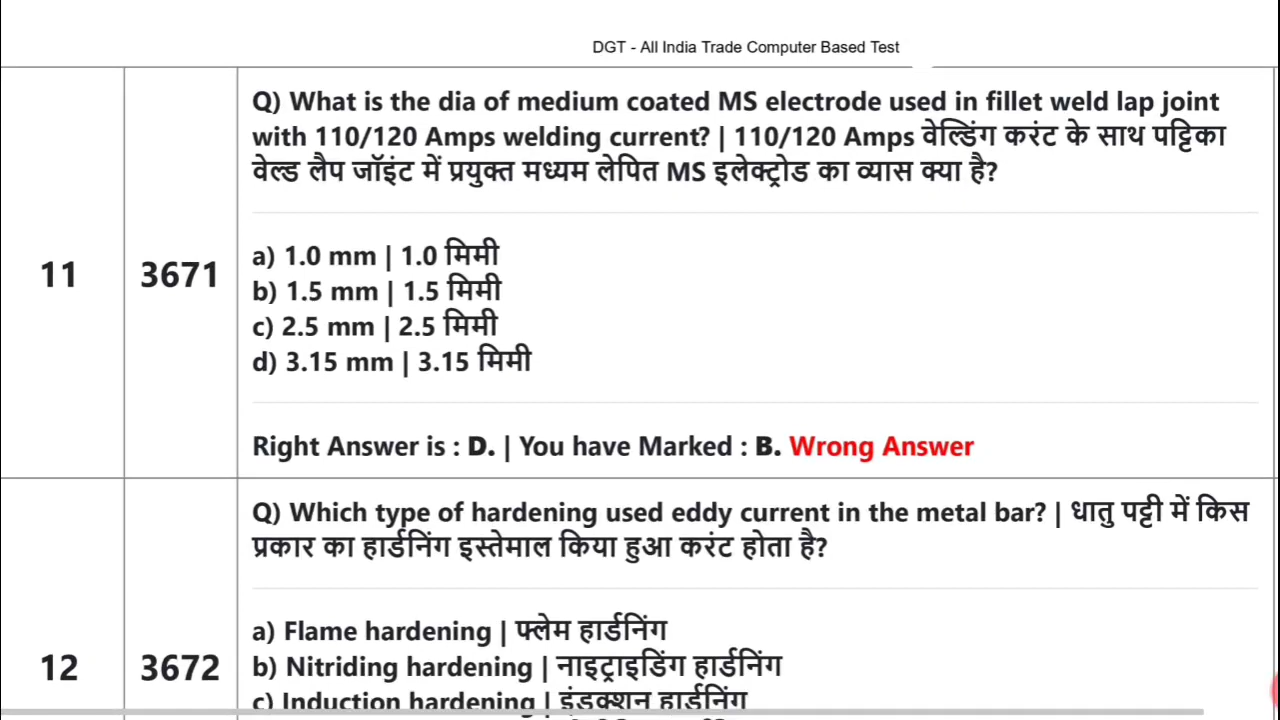 DGT - All India Trade Computer Based Test
Q) What is the dia of medium coated MS electrode used in fillet weld lap joint
with 110/120 Amps welding current? | 110/120 Amps वेल्डिंग करंट के साथ पट्टिका
वेल्ड लैप जॉइंट में प्रयुक्त मध्यम लेपित MS इलेक्ट्रोड का व्यास क्या है?
11
3671
a) 1.0 mm | 1.0 मिमी
b) 1.5 mm | 1.5 मिमी
c) 2.5 mm | 2.5 मिमी
d) 3.15 mm | 3.15 मिमी
Right Answer is : D. | You have Marked : B. Wrong Answer
Q) Which type of hardening used eddy current in the metal bar? | धातु पट्टी में किस
प्रकार का हार्डनिंग इस्तेमाल किया हुआ करंट होता है?
12
3672
a) Flame hardening | फ्लेम हार्डनिंग
b) Nitriding hardening | नाइट्राइडिंग हार्डनिंग
c) Induction hardening | इंडक्शन हार्डनिंग